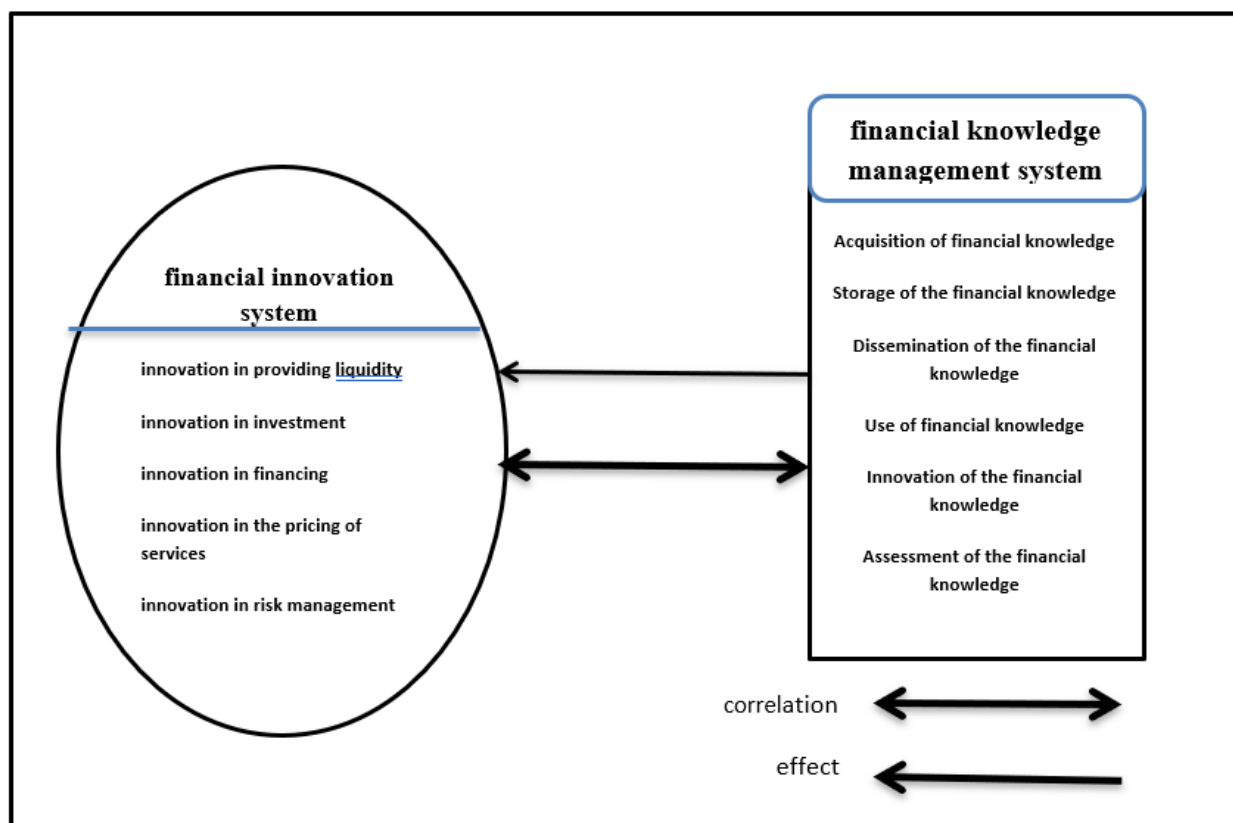 financial innovation
system
innovation in providing liquidity
innovation in investment
innovation in financing
innovation in the pricing of
services
innovation in risk management
financial knowledge
management system
Acquisition of financial knowledge
Storage of the financial knowledge
Dissemination of the financial
knowledge
Use of financial knowledge
Innovation of the financial
knowledge
Assessment of the financial
knowledge
correlation
effect